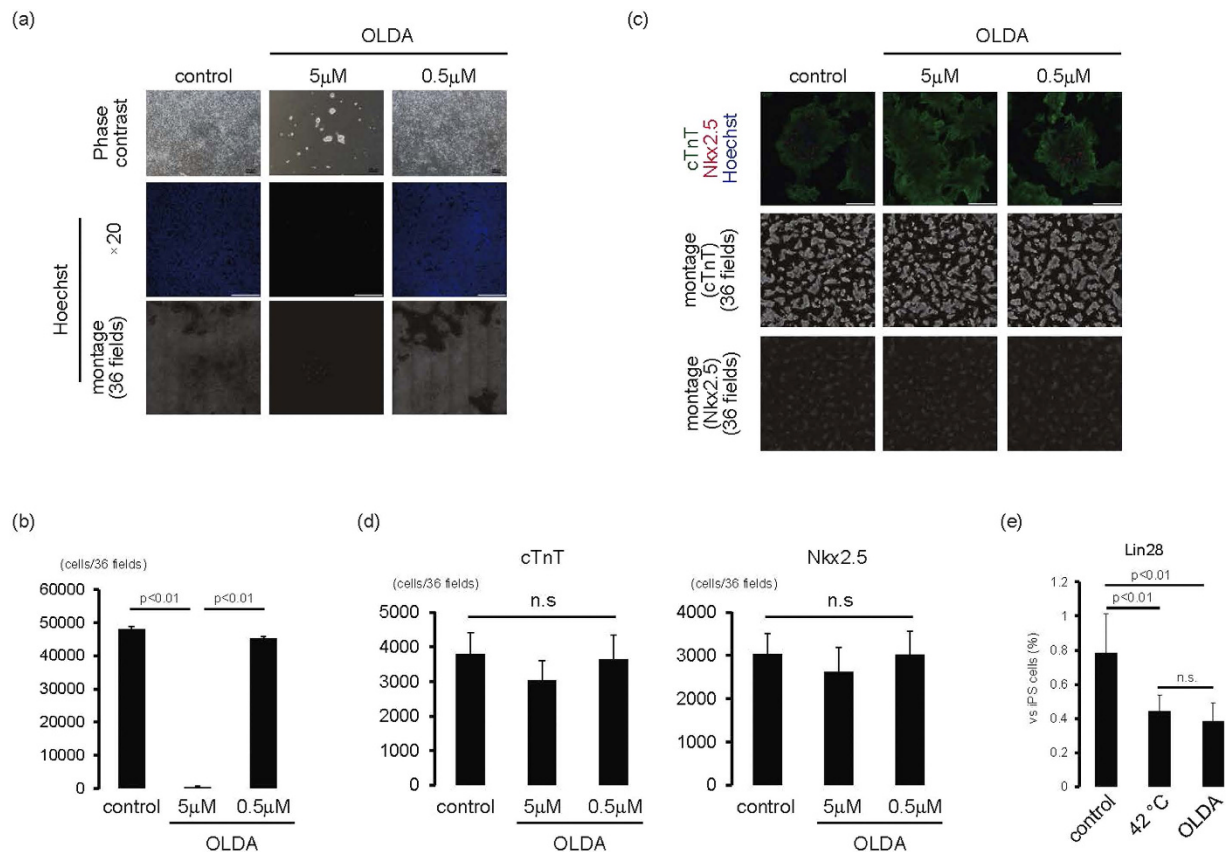 (a)
OLDA
control
5μM
0.5μM
Phase
contrast
Hoechst
×20
montage
(36 fields)
(c)
OLDA
control
5μM
0.5μM
cTnT
Nkx2.5
Hoechst
montage
(cTnT)
(36 fields)
montage
(Nkx2.5)
(36 fields)
(b)
(cells/36 fields)
60000
50000
40000
30000
20000
10000
0
p<0.01
p<0.01
control
5μM
0.5μM
OLDA
(d)
cTnT
(cells/36 fields)
5000
4000
3000
2000
1000
0
n.s
control
5μM
0.5μM
OLDA
Nkx2.5
(cells/36 fields)
4000
3000
2000
1000
0
n.s
control
5μM
0.5μM
OLDA
(e)
Lin28
vs iPS cells (%)
1.2
1
0.8
0.6
0.4
0.2
0
p<0.01
p<0.01
n.s.
control
42 °C
OLDA